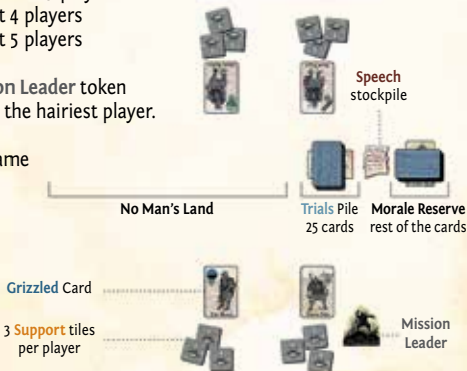 t 4 players
t 5 players
on Leader token
the hairiest player.
ame
Speech
stockpile
No Man's Land
Trials Pile
25 cards
Morale Reserve
rest of the cards
Grizzled Card
3 Support tiles
per player
Mission
Leader